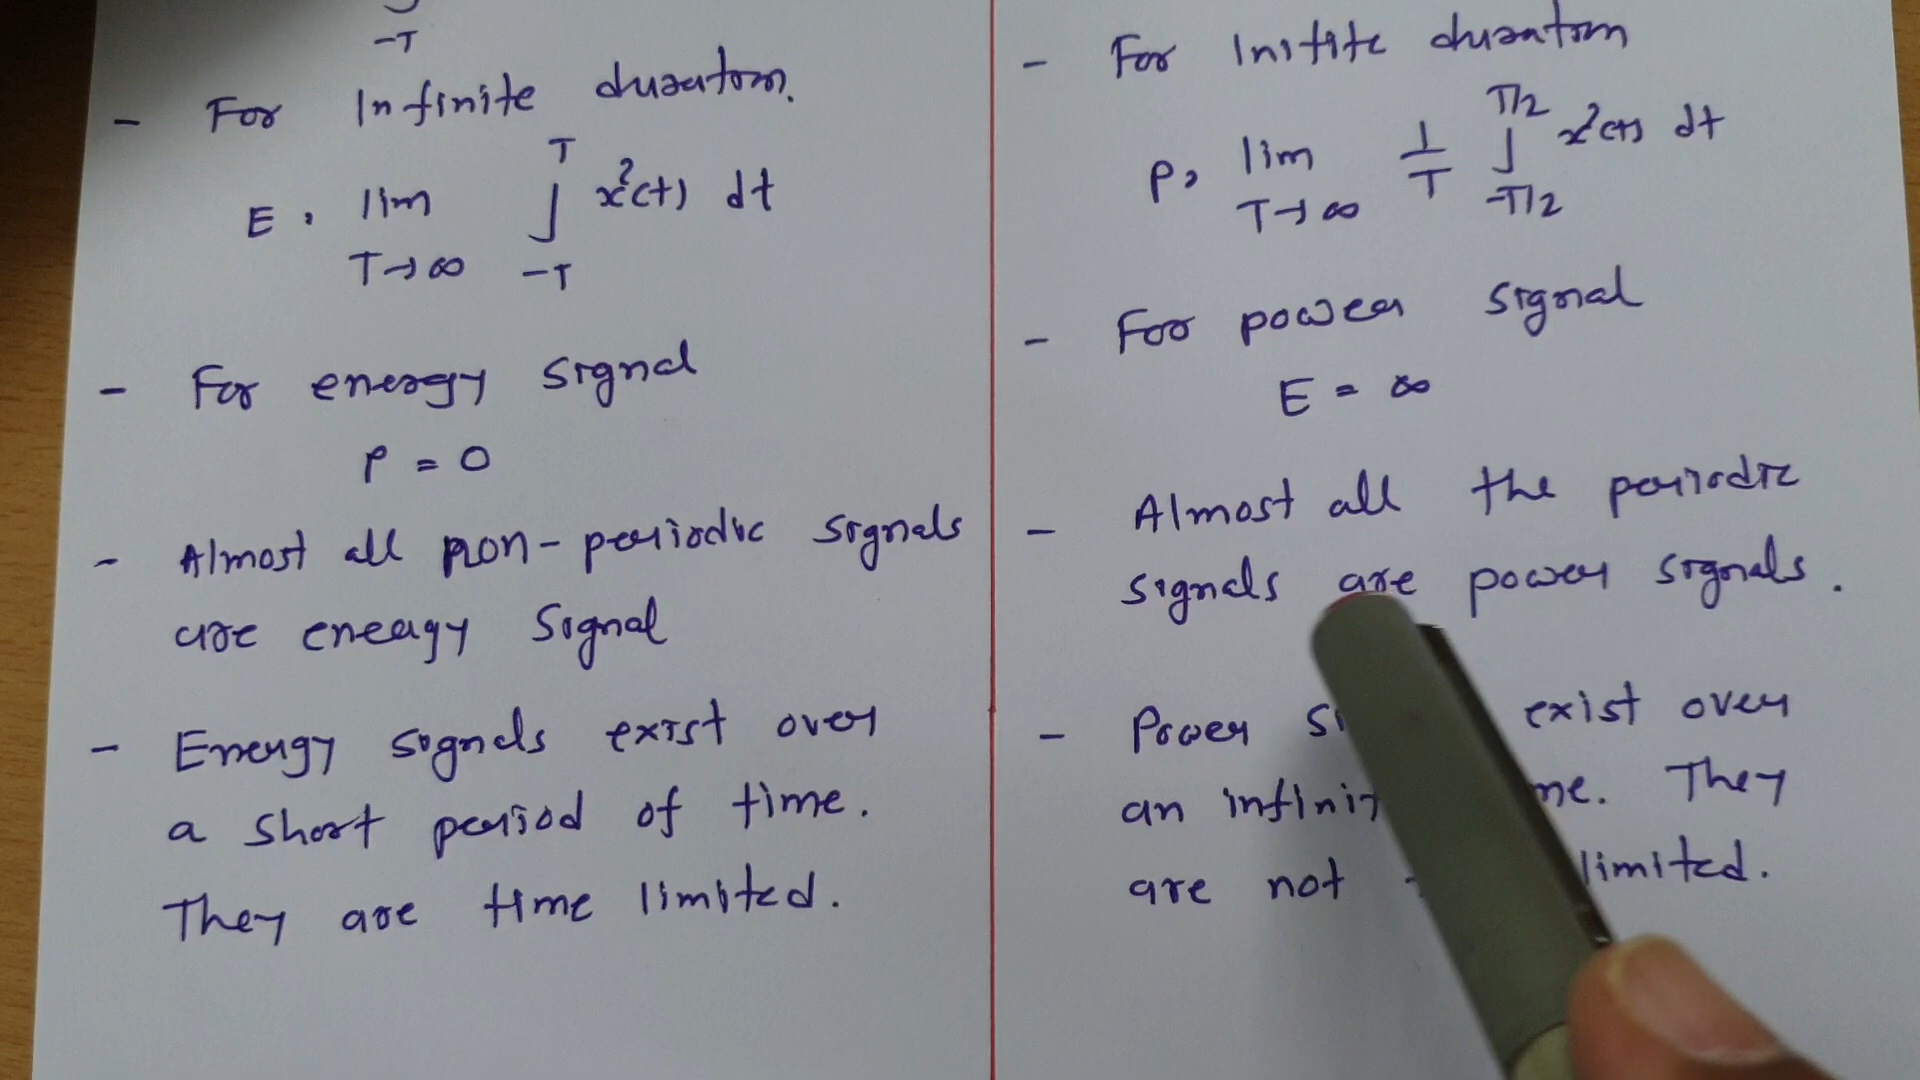 -T
- For Infinite duration.
T
E = lim ∫ x²(t) dt
T→∞ -T
- For energy signal
P = 0
- Almost all non-periodic signals
are energy signal
- Energy signals exist over
a short period of time.
They are time limited.
- For Initite duration
T/2
P = lim 1/T ∫ x²(t) dt
T→∞ -T/2
- For power signal
E = ∞
- Almost all the periodic
signals are power signals.
- Power exist over
an They
are not limited.